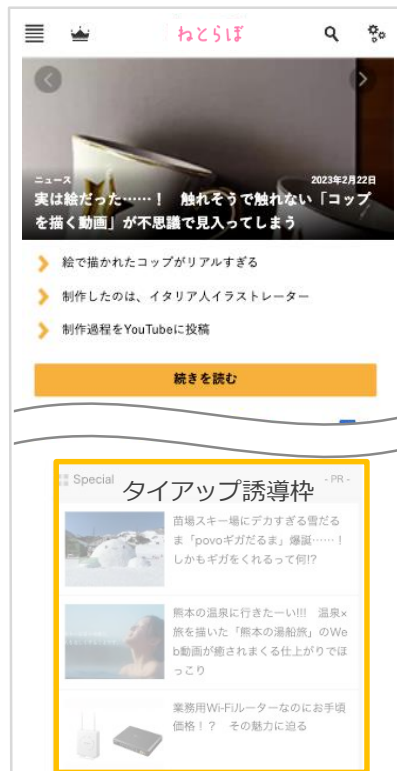 ねとらぼ
ニュース
2023年2月22日
実は絵だった……！　触れそうで触れない「コップ
を描く動画」が不思議で見入ってしまう
絵で描かれたコップがリアルすぎる
制作したのは、イタリア人イラストレーター
制作過程をYouTubeに投稿
続きを読む
Special
- PR -
タイアップ誘導枠
苗場スキー場にデカすぎる雪だる
ま「povoギガだるま」爆誕……！
しかもギガをくれるって何!?
熊本の温泉に行きたーい!!!　温泉×
旅を描いた「熊本の湯船旅」のWe
b動画が癒されまくる仕上がりでほ
っこり
業務用Wi-Fiルーターなのにお手頃
価格！？　その魅力に迫る